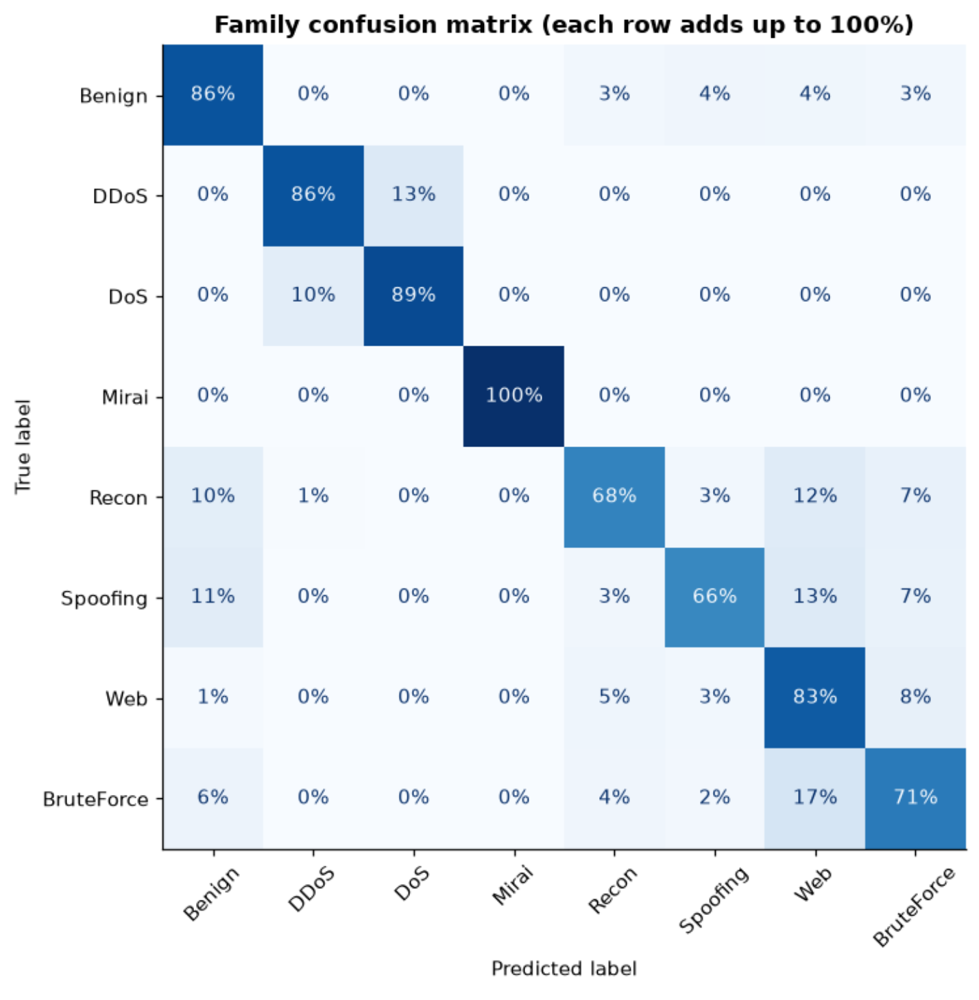 Family confusion matrix (each row adds up to 100%)
Benign 86% 0% 0% 0% 3% 4% 4% 3%
DDoS 0% 86% 13% 0% 0% 0% 0% 0%
DoS 0% 10% 89% 0% 0% 0% 0% 0%
Mirai 0% 0% 0% 100% 0% 0% 0% 0%
Recon 10% 1% 0% 0% 68% 3% 12% 7%
Spoofing 11% 0% 0% 0% 3% 66% 13% 7%
Web 1% 0% 0% 0% 5% 3% 83% 8%
BruteForce 6% 0% 0% 0% 4% 2% 17% 71%
True label
Benign DDoS DoS Mirai Recon Spoofing Web BruteForce
Predicted label